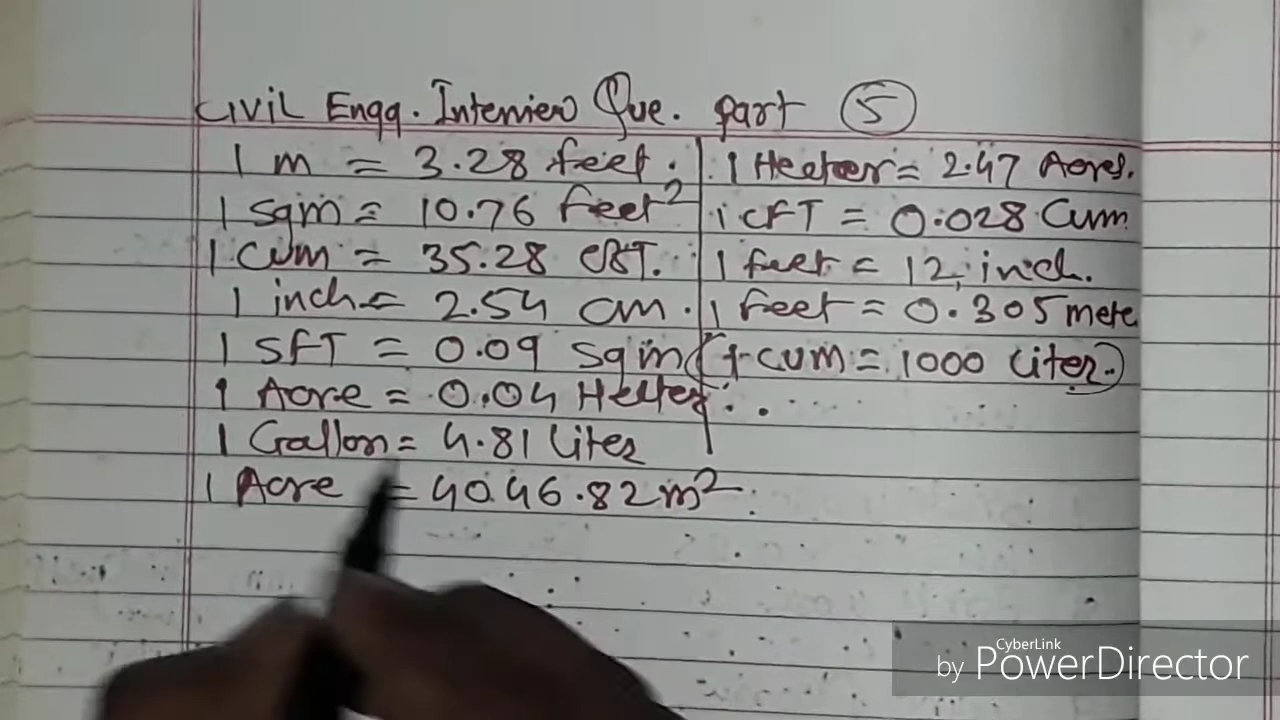 Civil Engg. Interview Que. part 5
1 m = 3.28 feet.
1 sqm = 10.76 feet²
1 Cum = 35.28 CFT.
1 inch = 2.54 cm.
1 SFT = 0.09 sqm
1 Acre = 0.04 Hecter.
1 Gallon = 4.81 liter
1 Acre = 4046.82 m²
1 Hecter = 2.47 Acres.
1 CFT = 0.028 Cum
1 feet = 12 inch.
1 feet = 0.305 mete
1 cum = 1000 liter.
CyberLink
by PowerDirector